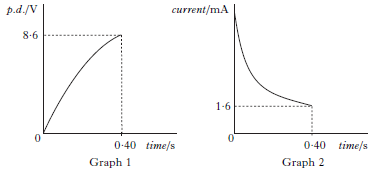 p.d./V
8·6
0
0·40 time/s
Graph 1
current/mA
1·6
0
0·40 time/s
Graph 2